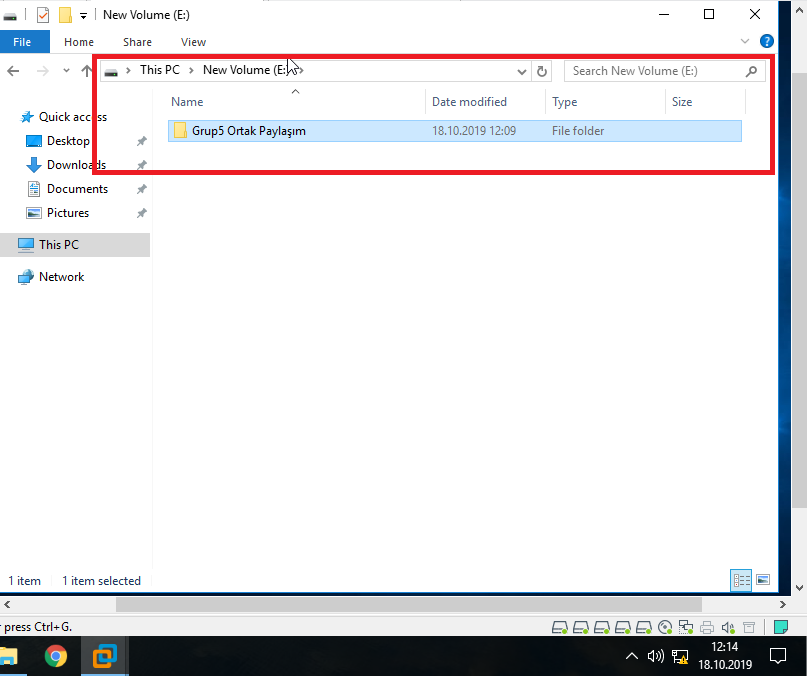 New Volume (E:)
File Home Share View
This PC New Volume (E:) Search New Volume (E:)
Name Date modified Type Size
Quick access
Grup5 Ortak Paylaşım 18.10.2019 12:09 File folder
Desktop
Downloads
Documents
Pictures
This PC
Network
1 item 1 item selected
press Ctrl+G.
12:14
18.10.2019